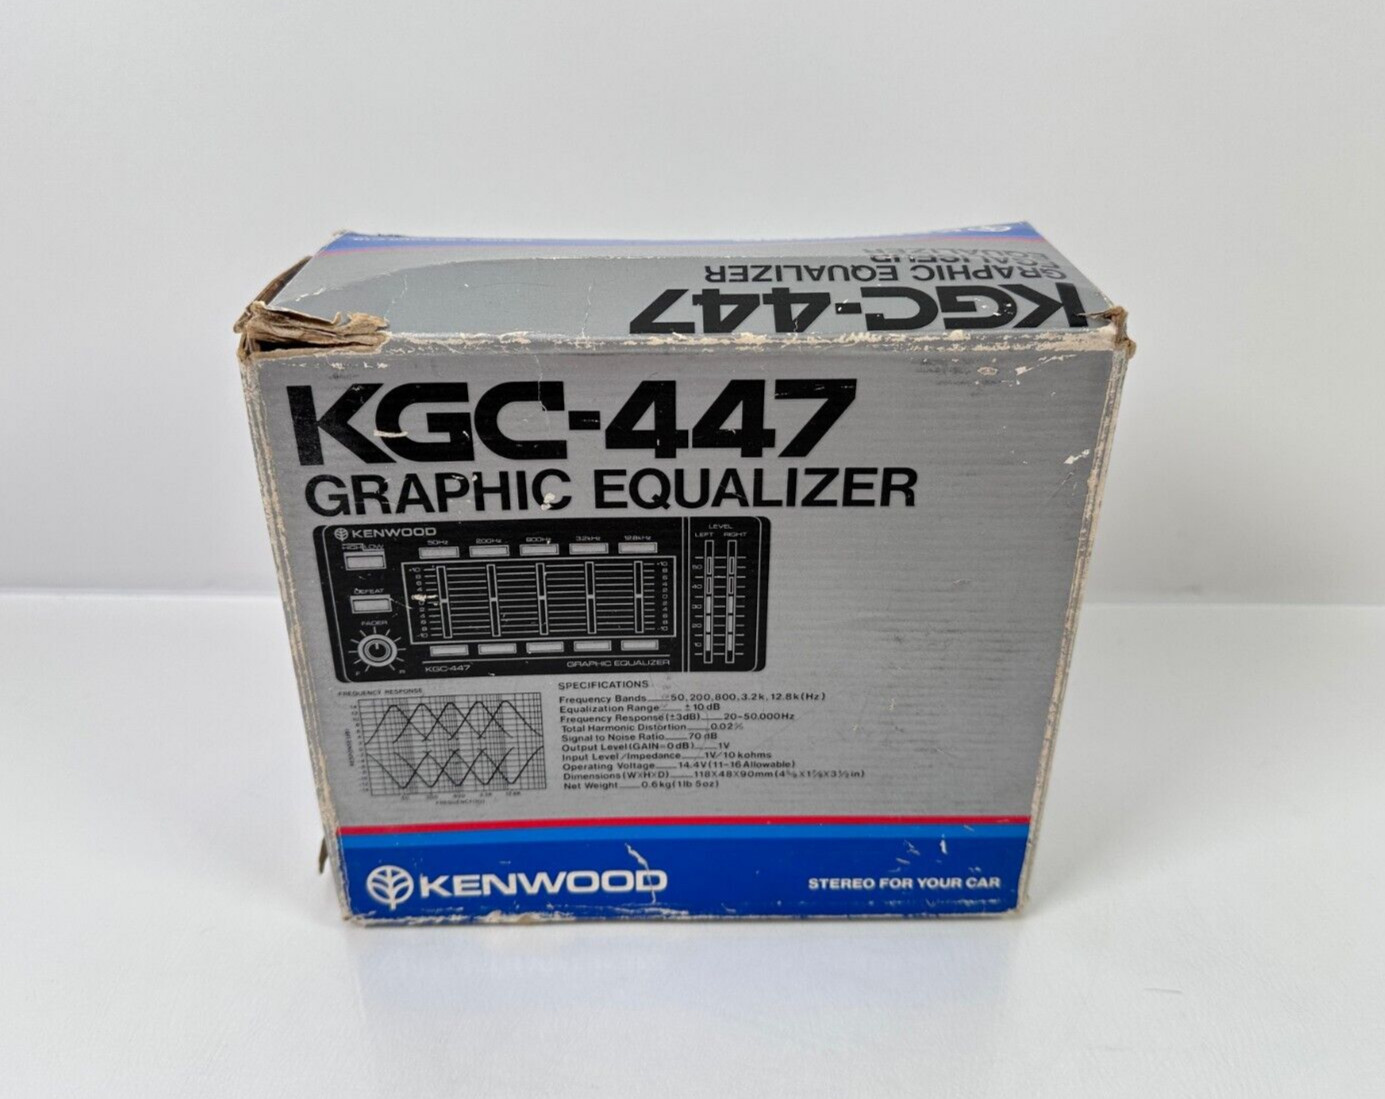 KGC-447
GRAPHIC EQUALIZER
KGC-447
GRAPHIC EQUALIZER
KENWOOD
50Hz 200Hz 800Hz 3.2kHz 12.8kHz
DEFEAT
FADER
F R
KGC-447 GRAPHIC EQUALIZER
LEVEL
LEFT RIGHT
FREQUENCY RESPONSE
SPECIFICATIONS
Frequency Bands 50, 200, 800, 3.2k, 12.8k (Hz)
Equalization Range ±10 dB
Frequency Response (±3dB) 20–50,000Hz
Total Harmonic Distortion 0.02%
Signal to Noise Ratio 70 dB
Output Level (GAIN=0dB) 1V
Input Level/Impedance 1V/10 kohms
Operating Voltage 14.4V (11-16 Allowable)
Dimensions (W×H×D) 118×48×90mm
Net Weight 0.6kg (1lb 5oz)
KENWOOD
STEREO FOR YOUR CAR